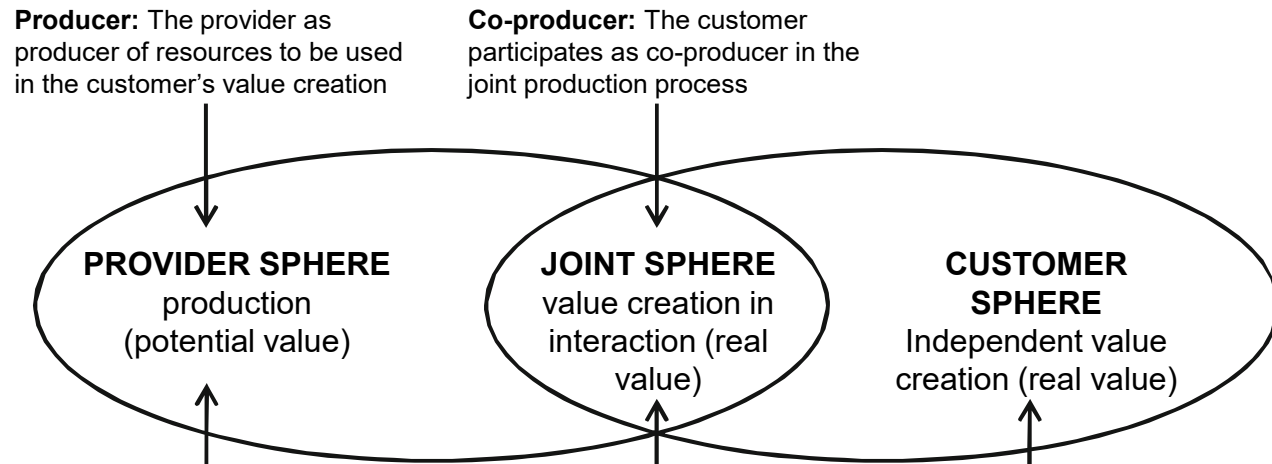 Producer: The provider as
producer of resources to be used
in the customer’s value creation
Co-producer: The customer
participates as co-producer in the
joint production process
PROVIDER SPHERE
production
(potential value)
JOINT SPHERE
value creation in
interaction (real
value)
CUSTOMER
SPHERE
Independent value
creation (real value)